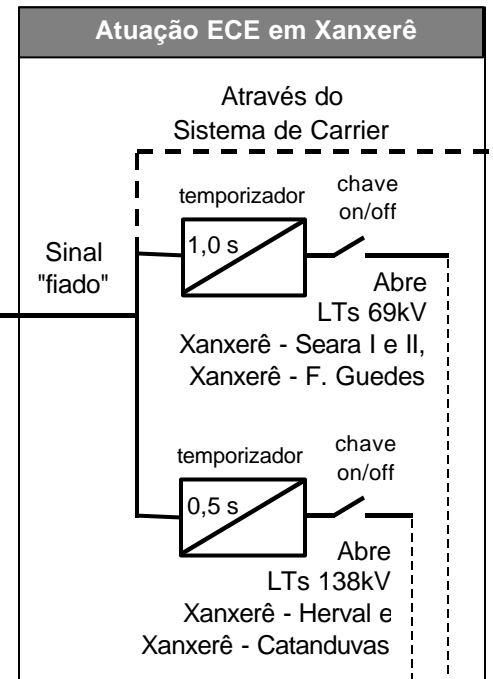 Atuação ECE em Xanxerê
Através do
Sistema de Carrier
temporizador
chave
on/off
1,0 s
Sinal
"fiado"
Abre
LTs 69kV
Xanxerê - Seara I e II,
Xanxerê - F. Guedes
temporizador
chave
on/off
0,5 s
Abre
LTs 138kV
Xanxerê - Herval e
Xanxerê - Catanduvas